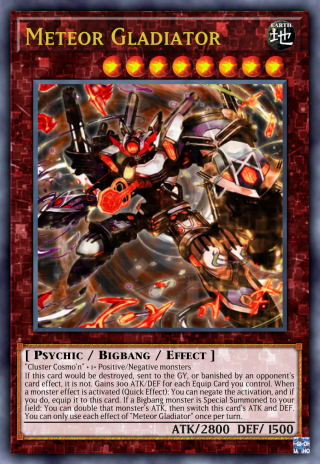 METEOR GLADIATOR
EARTH
地
[ PSYCHIC / BIGBANG / EFFECT ]
"Cluster Cosmo'n" + 1+ Positive/Negative monsters
If this card would be destroyed, sent to the GY, or banished by an opponent's
card effect, it is not. Gains 300 ATK/DEF for each Equip Card you control. When
a monster effect is activated (Quick Effect): You can negate the activation, and if
you do, equip it to this card. If a Bigbang monster is Special Summoned to your
field: You can double that monster's ATK, then switch this card's ATK and DEF.
You can only use each effect of "Meteor Gladiator" once per turn.
ATK/2800 DEF/ 1500